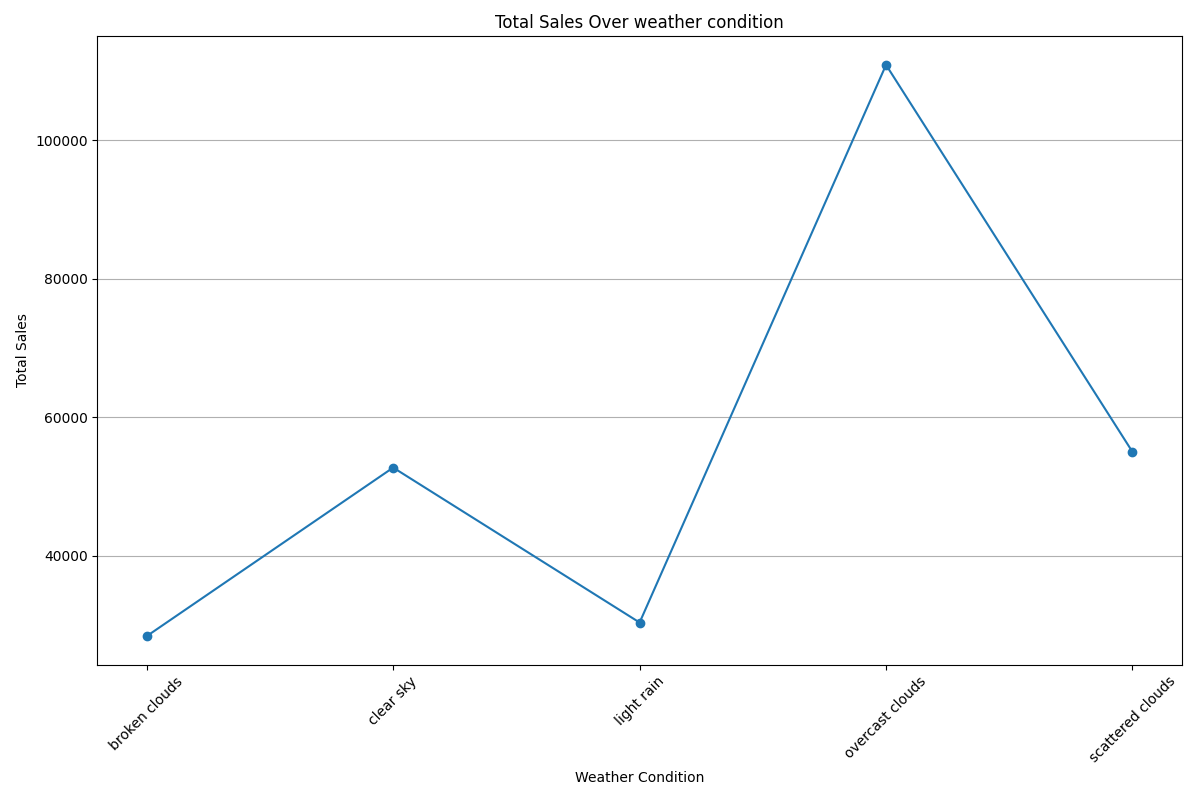 Total Sales Over weather condition
Total Sales
100000
80000
60000
40000
broken clouds
clear sky
light rain
overcast clouds
scattered clouds
Weather Condition